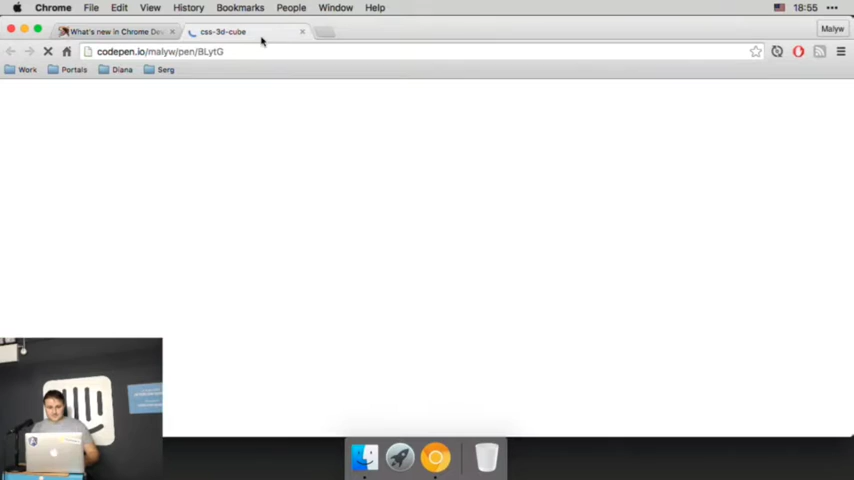 Chrome File Edit View History Bookmarks People Window Help 18:55
What's new in Chrome Dev
css-3d-cube
Malyw
codepen.io/malyw/pen/BLytG
Work Portals Diana Serg